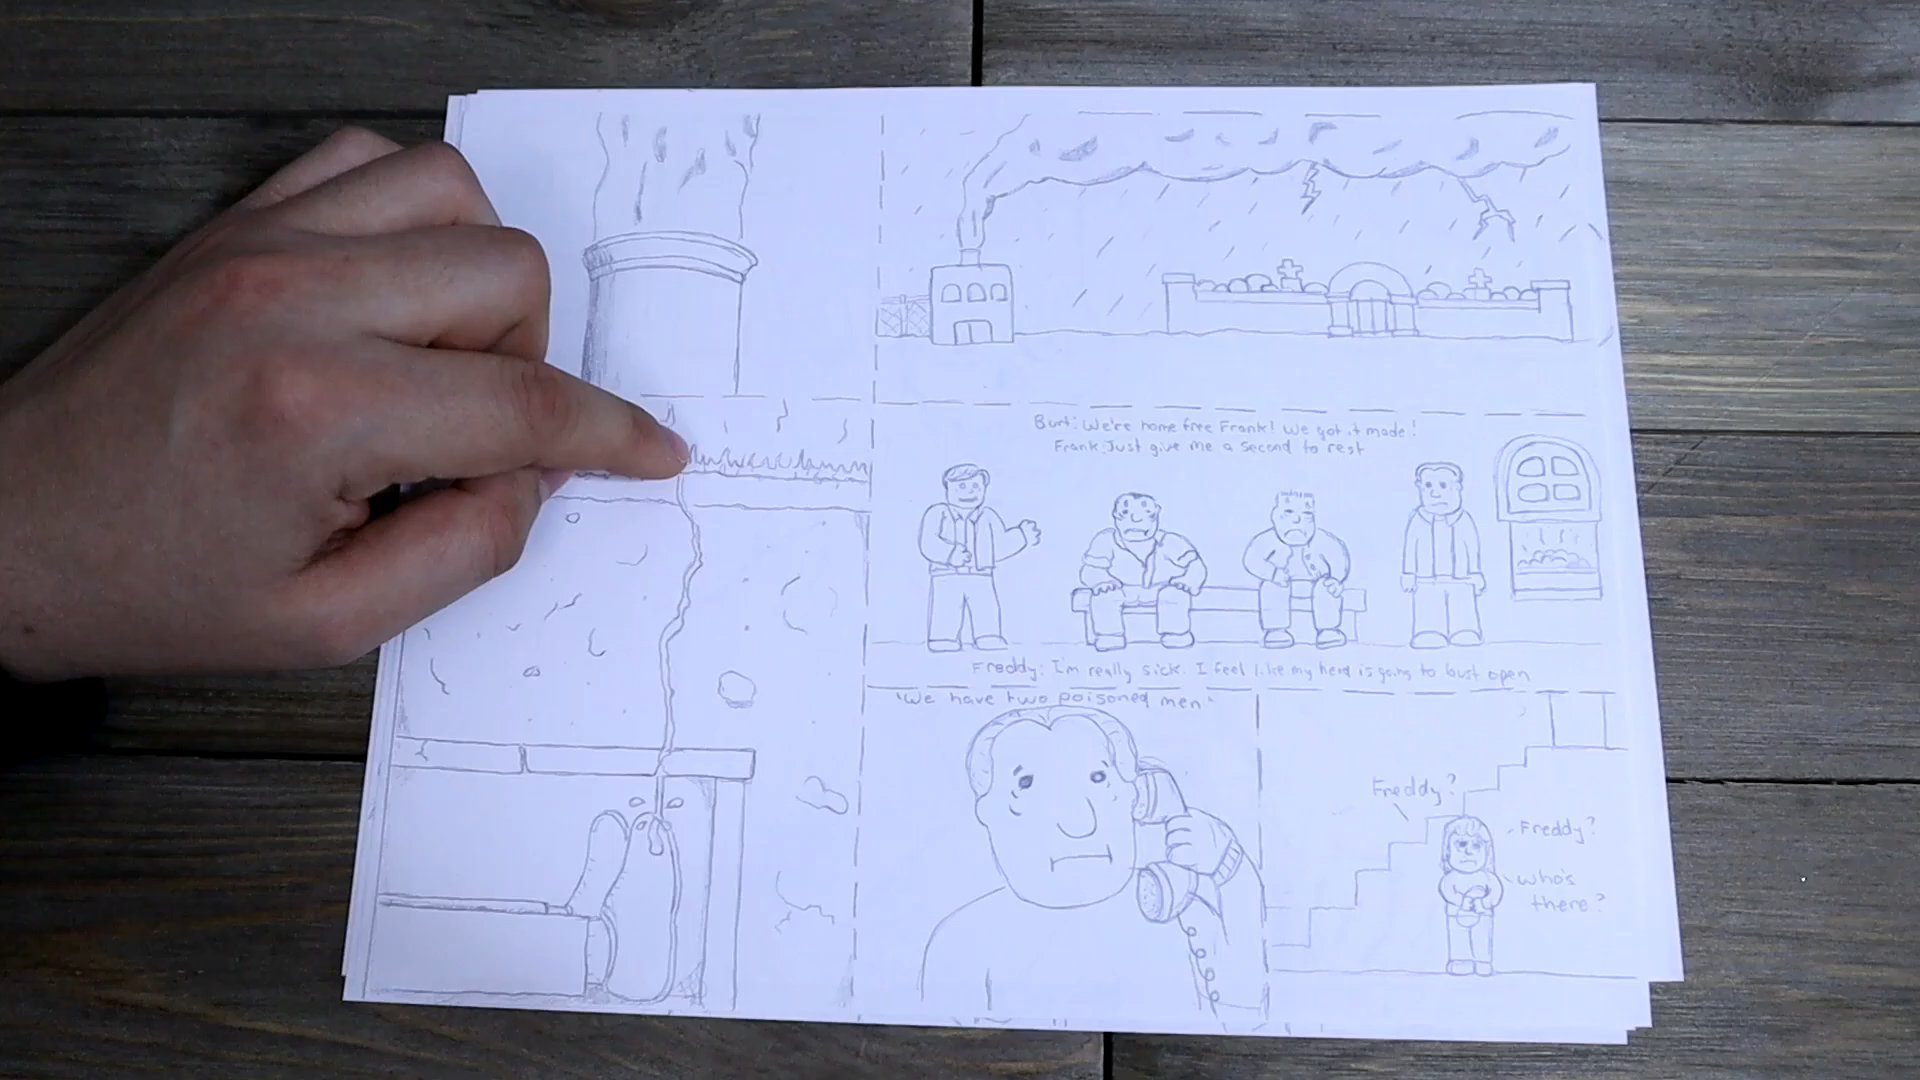 Burt: We're home free Frank! We got it made!
Frank: Just give me a second to rest
Freddy: I'm really sick. I feel like my head is going to bust open
"We have two poisoned men"
Freddy?
Freddy?
Who's
there?